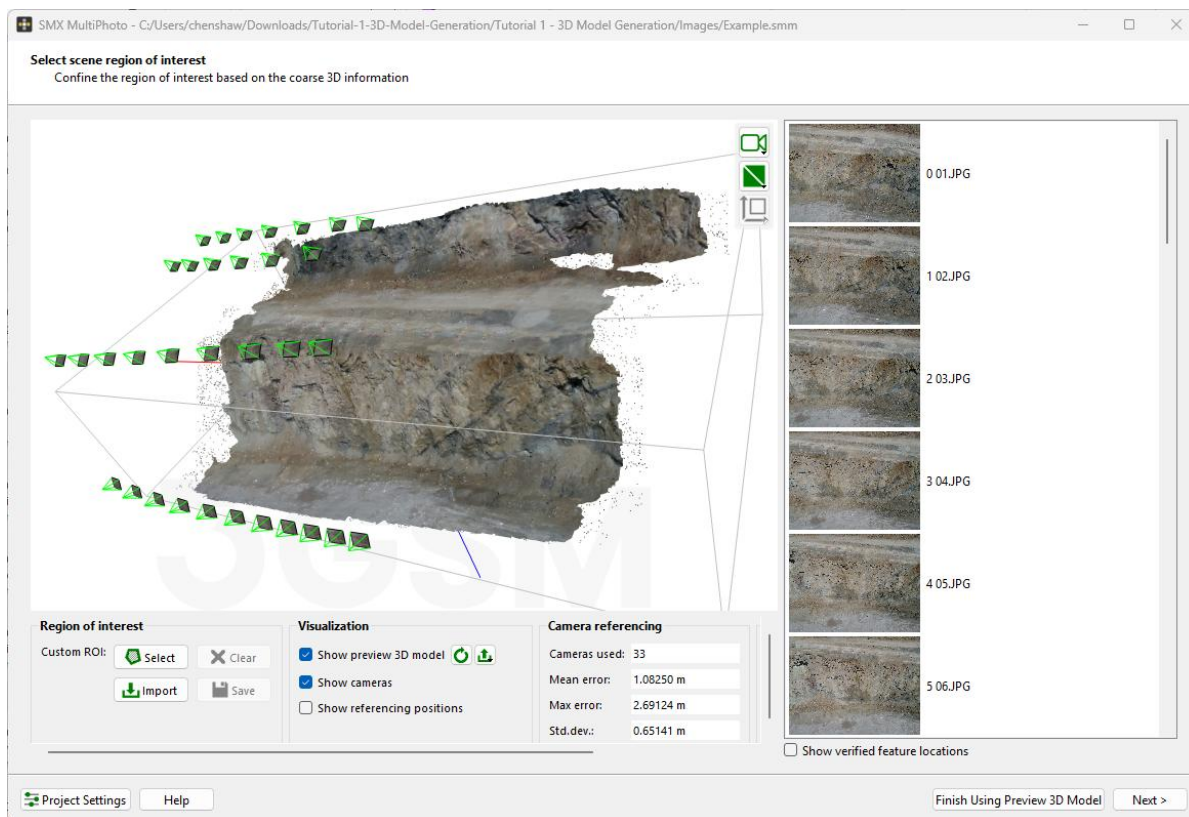 SMX MultiPhoto - C:/Users/chenshaw/Downloads/Tutorial-1-3D-Model-Generation/Tutorial 1 - 3D Model Generation/Images/Example.smm
Select scene region of interest
Confine the region of interest based on the coarse 3D information
0 01.JPG
1 02.JPG
2 03.JPG
3 04.JPG
4 05.JPG
5 06.JPG
3GSM
Region of interest
Custom ROI:
Select
Clear
Import
Save
Visualization
Show preview 3D model
Show cameras
Show referencing positions
Camera referencing
Cameras used: 33
Mean error: 1.08250 m
Max error: 2.69124 m
Std.dev.: 0.65141 m
Show verified feature locations
Project Settings
Help
Finish Using Preview 3D Model
Next >